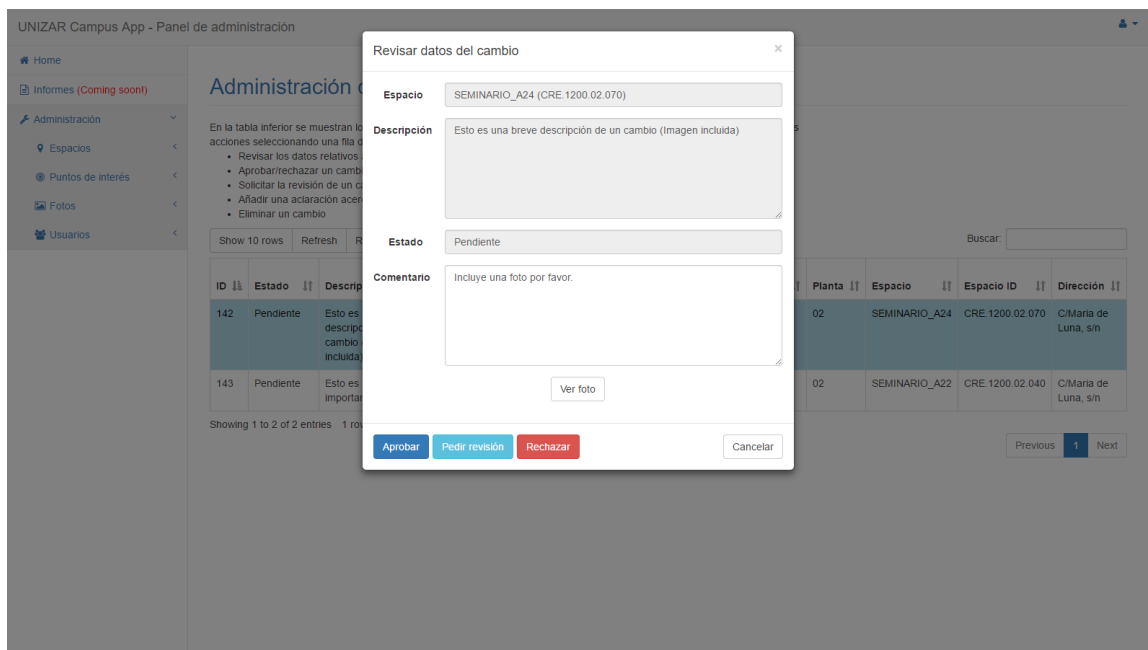 UNIZAR Campus App - Panel de administración
Home
Informes (Coming soon!)
Administración
Espacios
Puntos de interés
Fotos
Usuarios
Administración
En la tabla inferior se muestran
acciones seleccionando una fila
Revisar los datos relativos
Aprobar/rechazar un
Solicitar la revisión de un
Añadir una aclaración
Eliminar un cambio
Show 10 rows Refresh
Buscar:
ID Estado Planta Espacio Espacio ID Dirección
142 Pendiente Esto es 02 SEMINARIO_A24 CRE.1200.02.070 C/Maria de
Luna, s/n
cambio
incluida)
143 Pendiente Esto es 02 SEMINARIO_A22 CRE.1200.02.040 C/Maria de
Luna, s/n
Showing 1 to 2 of 2 entries 1
Previous 1 Next
Revisar datos del cambio ×
Espacio SEMINARIO_A24 (CRE.1200.02.070)
Descripción Esto es una breve descripción de un cambio (Imagen incluida)
Estado Pendiente
Comentario Incluye una foto por favor.
Ver foto
Aprobar Pedir revisión Rechazar Cancelar